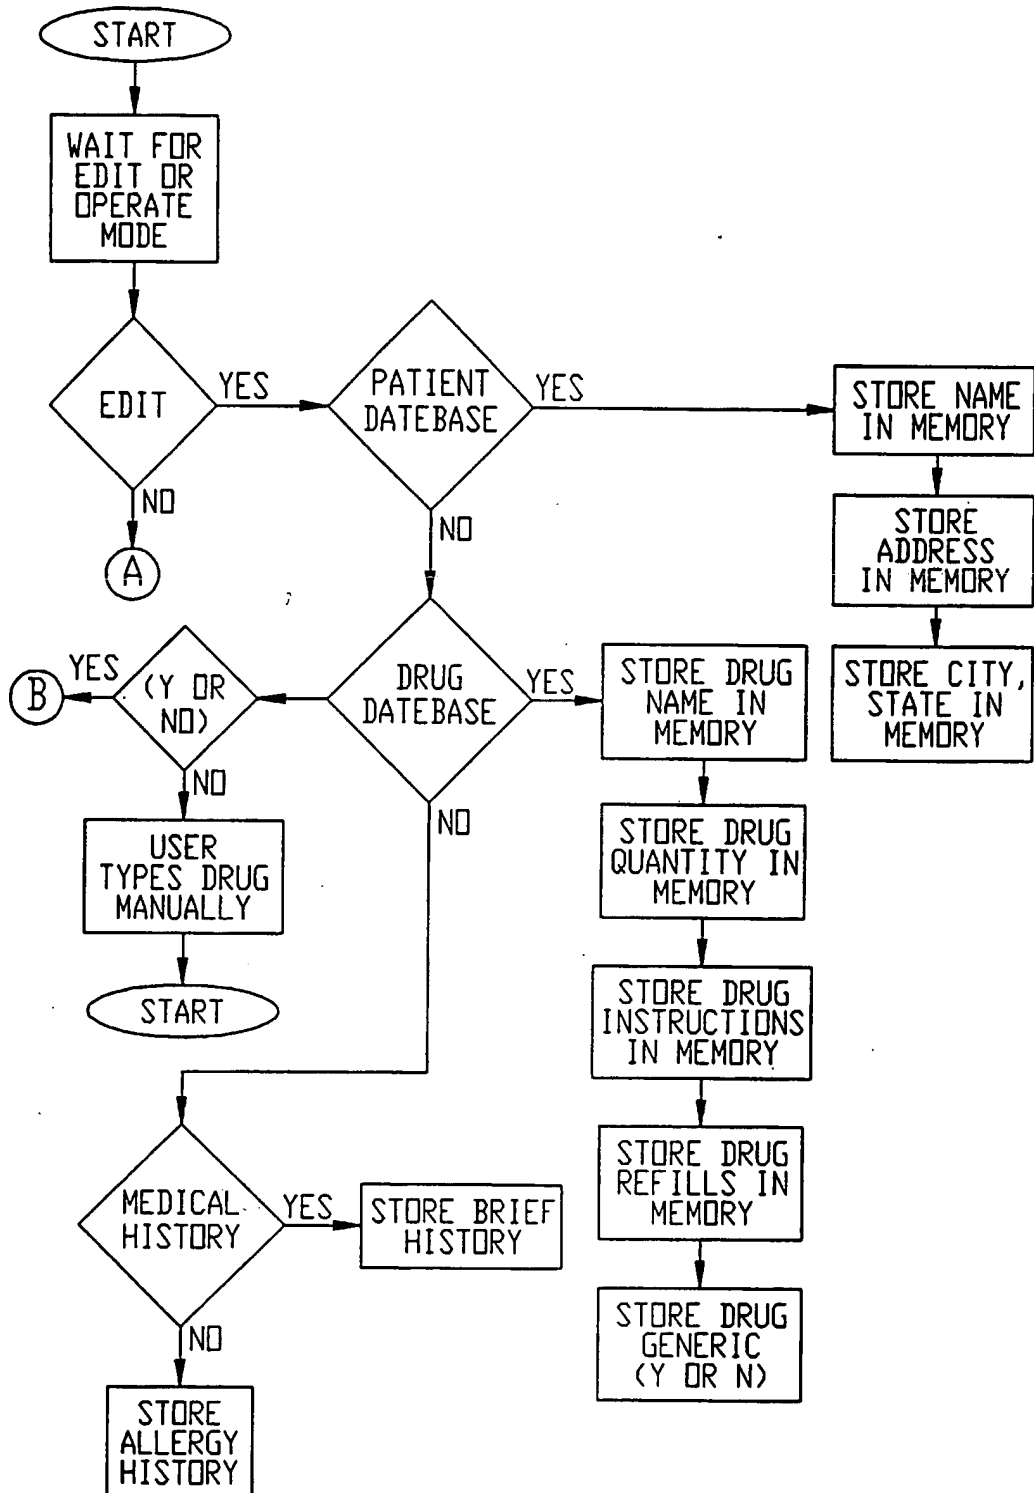 START
WAIT FOR
EDIT OR
OPERATE
MODE
EDIT
YES
NO
A
PATIENT
DATEBASE
YES
NO
STORE NAME
IN MEMORY
STORE
ADDRESS
IN MEMORY
STORE CITY,
STATE IN
MEMORY
DRUG
DATEBASE
YES
NO
(Y OR
NO)
YES
B
NO
USER
TYPES DRUG
MANUALLY
START
STORE DRUG
NAME IN
MEMORY
STORE DRUG
QUANTITY IN
MEMORY
STORE DRUG
INSTRUCTIONS
IN MEMORY
STORE DRUG
REFILLS IN
MEMORY
STORE DRUG
GENERIC
(Y OR N)
MEDICAL
HISTORY
YES
STORE BRIEF
HISTORY
NO
STORE
ALLERGY
HISTORY